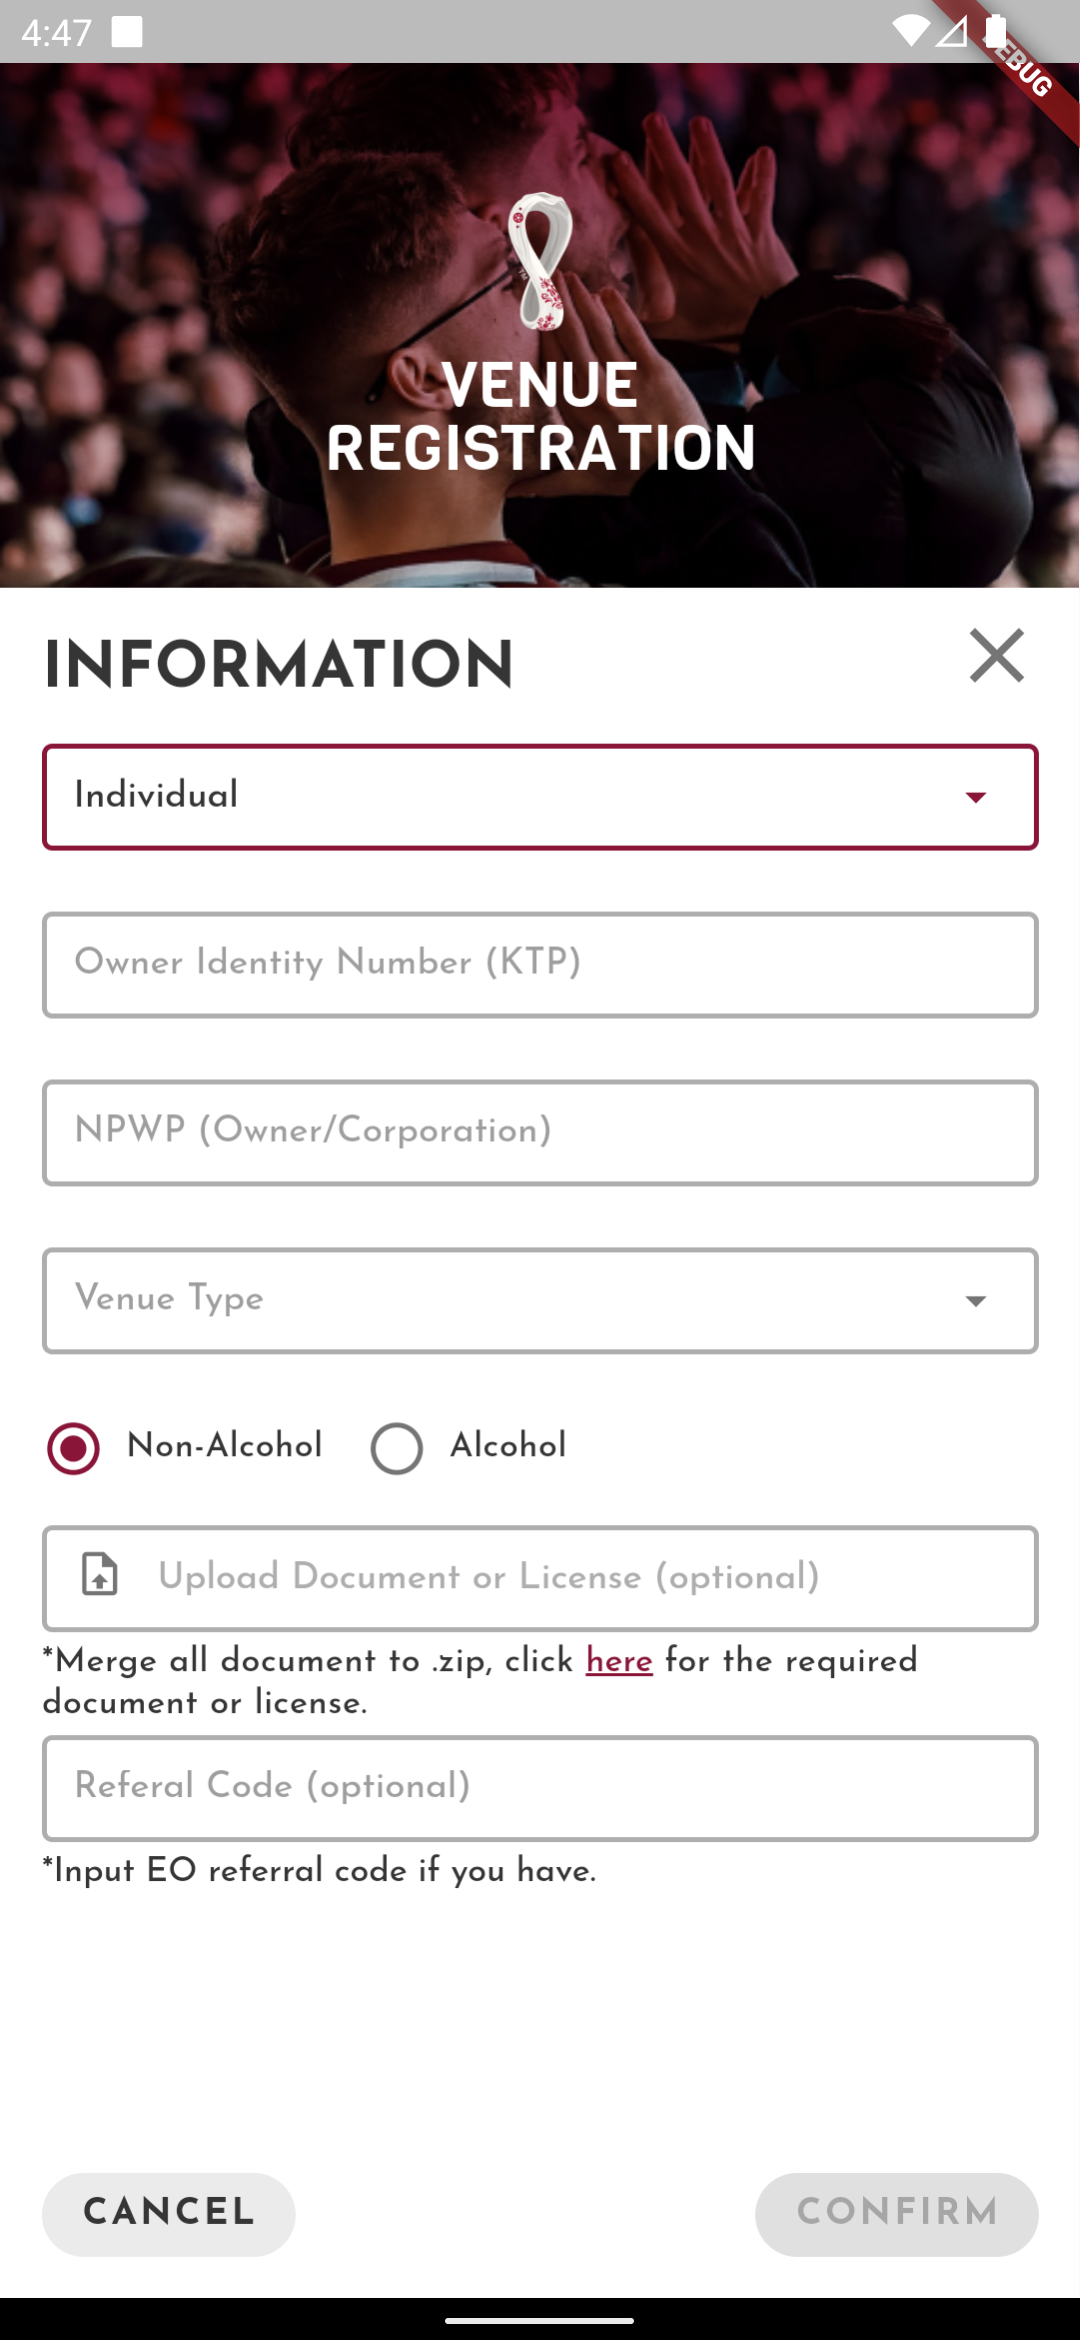 4:47
DEBUG
VENUE
REGISTRATION
INFORMATION
Individual
Owner Identity Number (KTP)
NPWP (Owner/Corporation)
Venue Type
Non-Alcohol Alcohol
Upload Document or License (optional)
*Merge all document to .zip, click here for the required
document or license.
Referal Code (optional)
*Input EO referral code if you have.
CANCEL CONFIRM